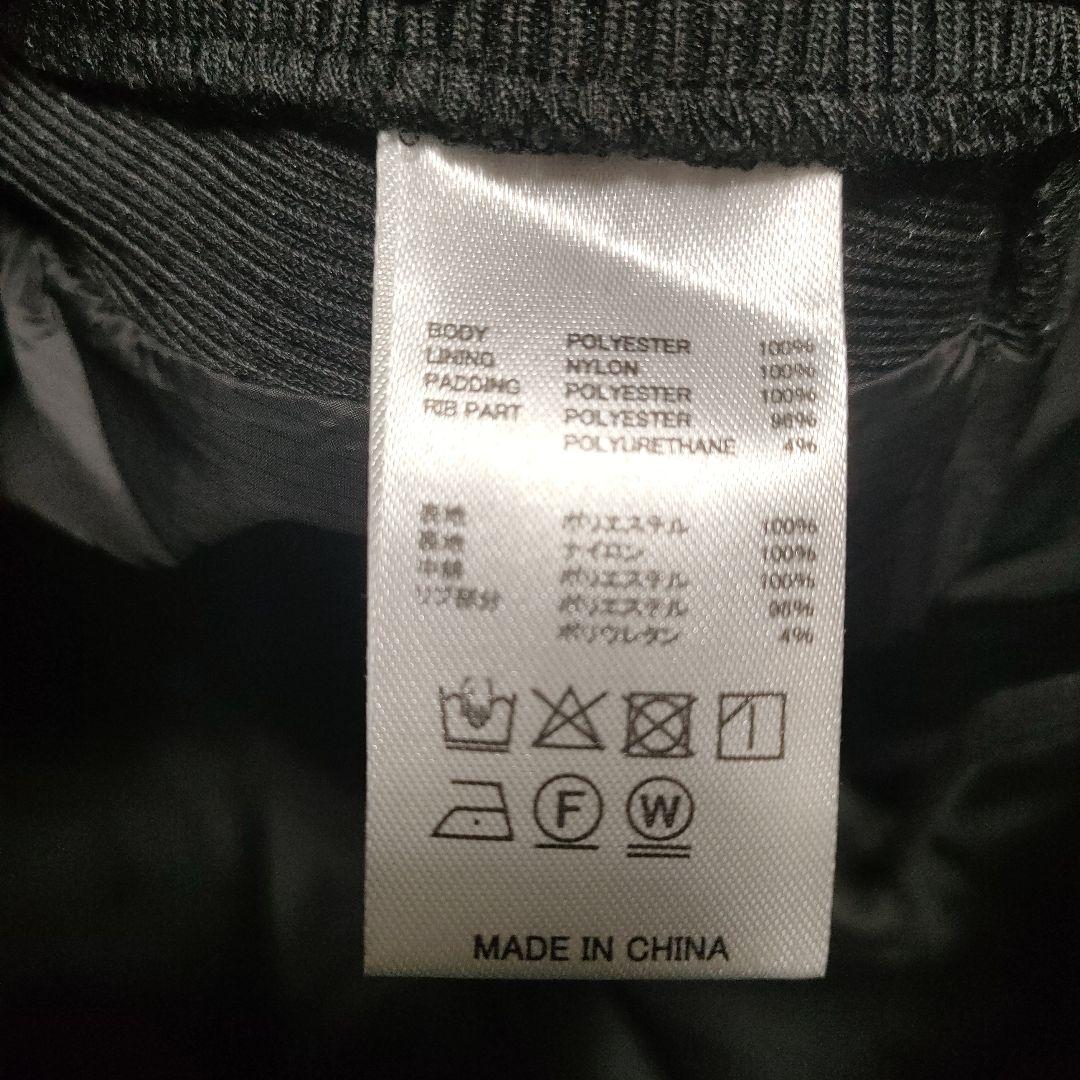 BODY POLYESTER 100%
LINING NYLON 100%
PADDING POLYESTER 100%
RIB PART POLYESTER 96%
POLYURETHANE 4%
表地 ポリエステル 100%
裏地 ナイロン 100%
中綿 ポリエステル 100%
リブ部分 ポリエステル 96%
ポリウレタン 4%
F W
MADE IN CHINA